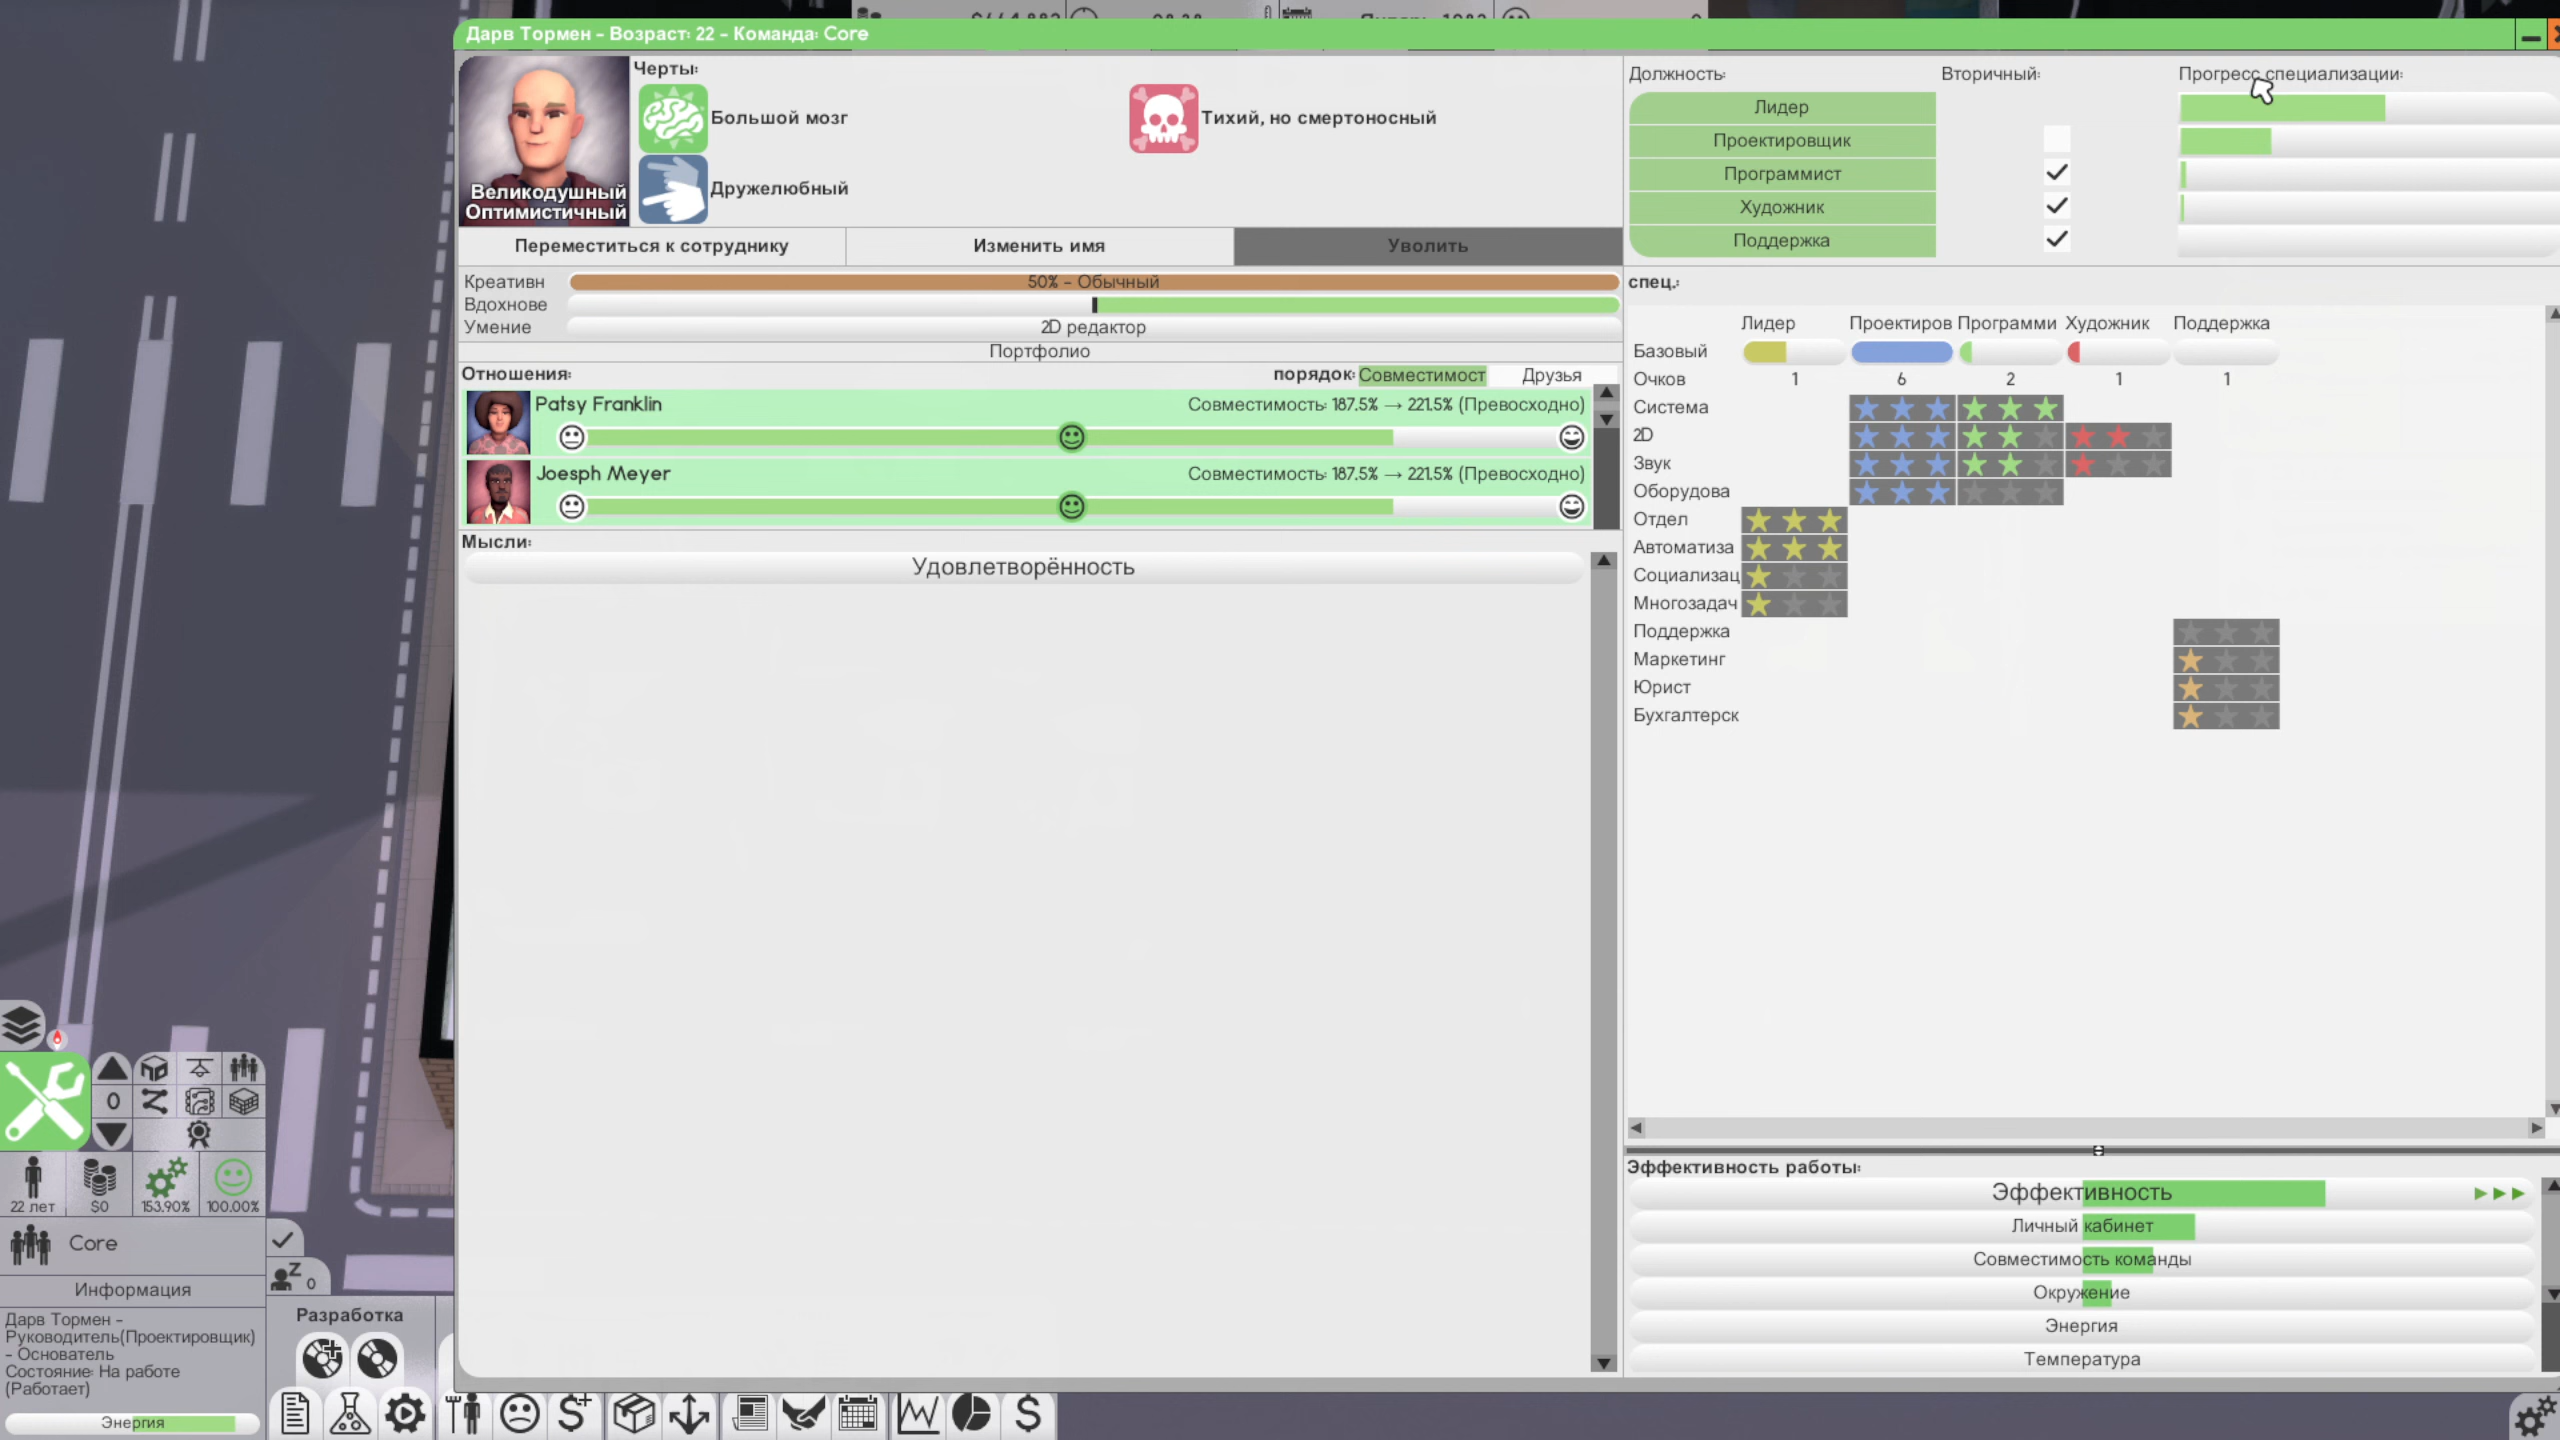 Дарв Тормен - Возраст: 22 - Команда: Core
Черты:
Большой мозг
Тихий, но смертоносный
Дружелюбный
Великодушный
Оптимистичный
Переместиться к сотруднику
Изменить имя
Уволить
Креативн
50% - Обычный
Вдохнове
Умение
2D редактор
Портфолио
Отношения:
порядок: Совместимост Друзья
Patsy Franklin
Совместимость: 187.5% → 221.5% (Превосходно)
Joesph Meyer
Совместимость: 187.5% → 221.5% (Превосходно)
Мысли:
Удовлетворённость
Должность:
Вторичный:
Прогресс специализации:
Лидер
Проектировщик
Программист
Художник
Поддержка
спец.:
Лидер Проектиров Программи Художник Поддержка
Базовый
Очков 1 6 2 1 1
Система
2D
Звук
Оборудова
Отдел
Автоматиза
Социализац
Многозадач
Поддержка
Маркетинг
Юрист
Бухгалтерск
Эффективность работы:
Эффективность
Личный кабинет
Совместимость команды
Окружение
Энергия
Температура
0
22 лет
$0
153.90%
100.00%
Core
Z 0
Информация
Дарв Тормен -
Руководитель(Проектировщик)
- Основатель
Состояние: На работе
(Работает)
Энергия
Разработка